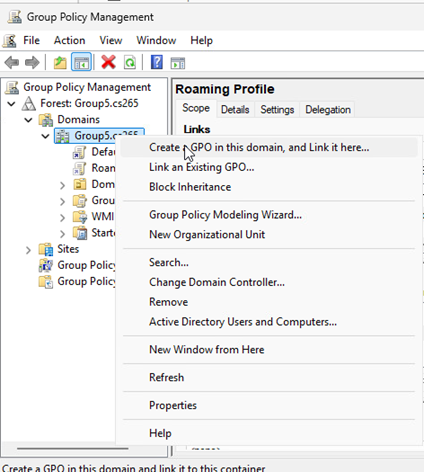 Group Policy Management
File Action View Window Help
Group Policy Management
Forest: Group5.cs265
Domains
Group5.cs265
Defau
Roan
Dom
Grou
WMI
Starte
Sites
Group Policy
Group Policy
Roaming Profile
Scope Details Settings Delegation
Links
Create a GPO in this domain, and Link it here...
Link an Existing GPO...
Block Inheritance
Group Policy Modeling Wizard...
New Organizational Unit
Search...
Change Domain Controller...
Remove
Active Directory Users and Computers...
New Window from Here
Refresh
Properties
Help
Create a GPO in this domain and link it to this container